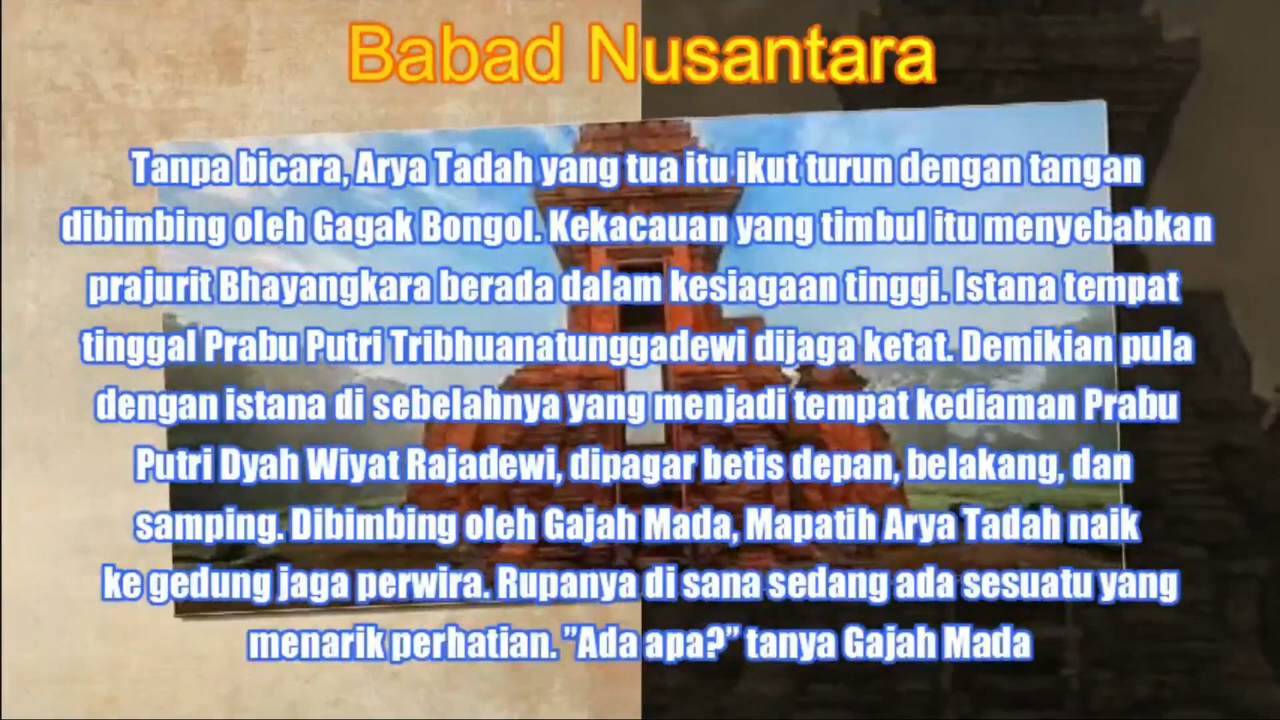 Babad Nusantara
Tanpa bicara, Arya Tadah yang tua itu ikut turun dengan tangan
dibimbing oleh Gagak Bongol. Kekacauan yang timbul itu menyebabkan
prajurit Bhayangkara berada dalam kesiagaan tinggi. Istana tempat
tinggal Prabu Putri Tribhuanatunggadewi dijaga ketat. Demikian pula
dengan istana di sebelahnya yang menjadi tempat kediaman Prabu
Putri Dyah Wiyat Rajadewi, dipagar betis depan, belakang, dan
samping. Dibimbing oleh Gajah Mada, Mapatih Arya Tadah naik
ke gedung jaga perwira. Rupanya di sana sedang ada sesuatu yang
menarik perhatian. ”Ada apa?” tanya Gajah Mada